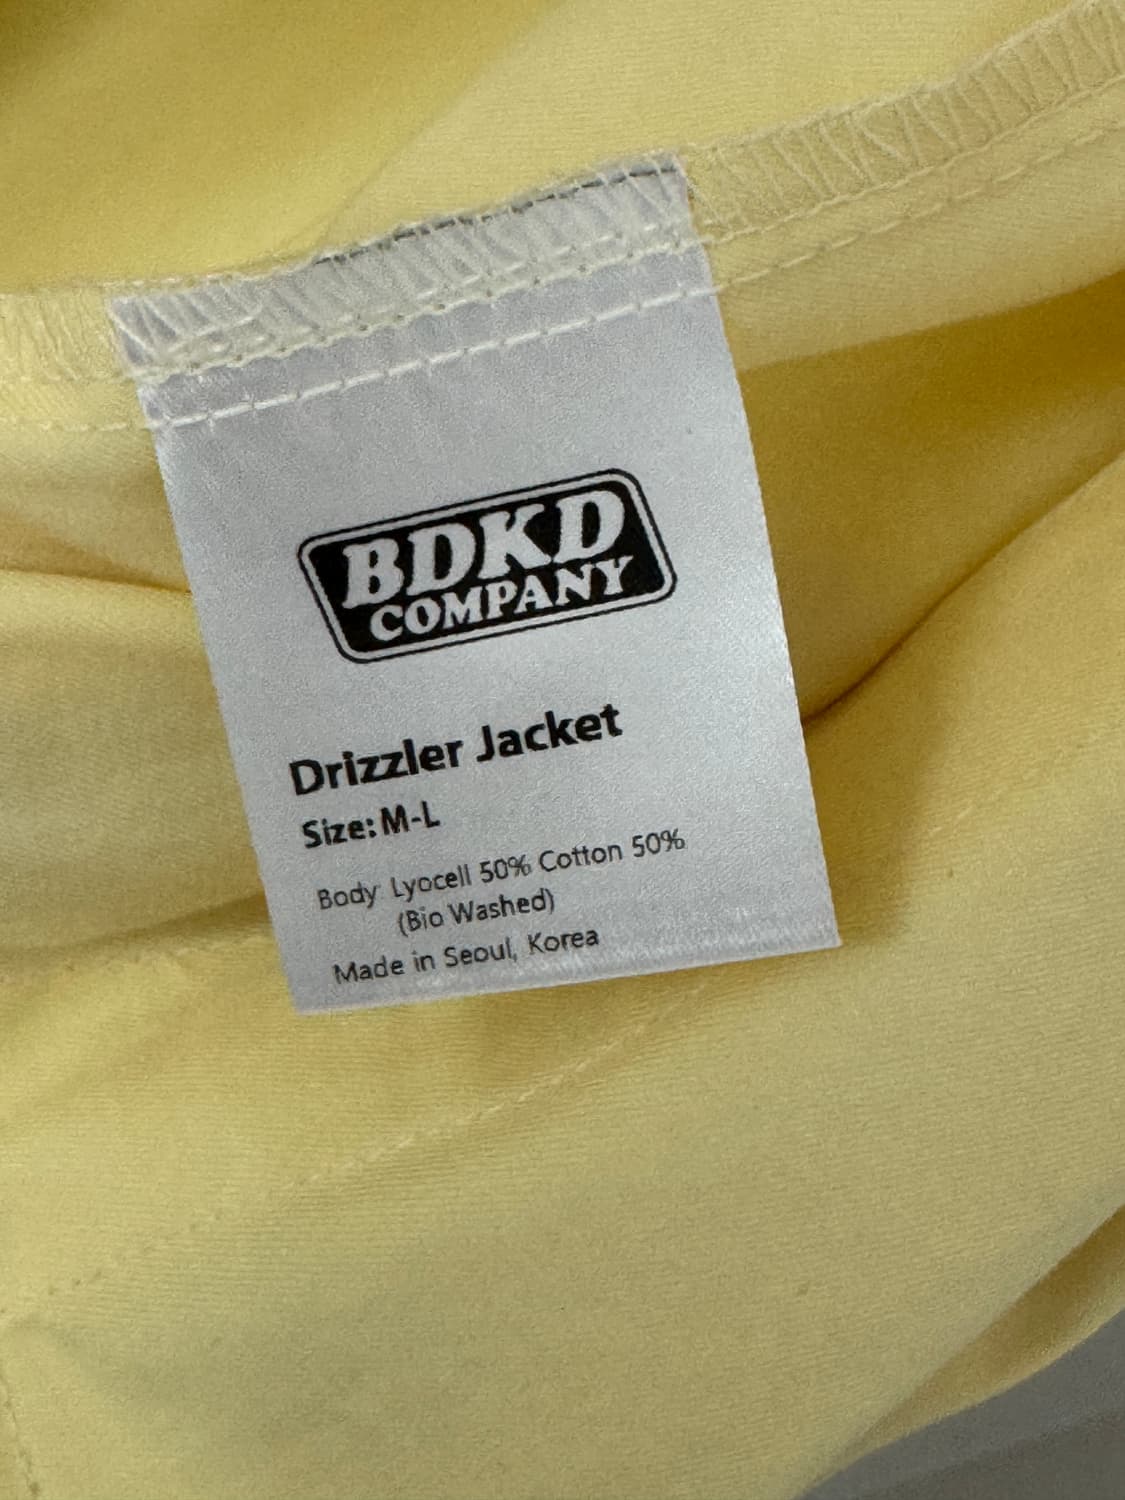 BDKD
COMPANY
Drizzler Jacket
Size: M-L
Body: Lyocell 50% Cotton 50%
(Bio Washed)
Made in Seoul, Korea